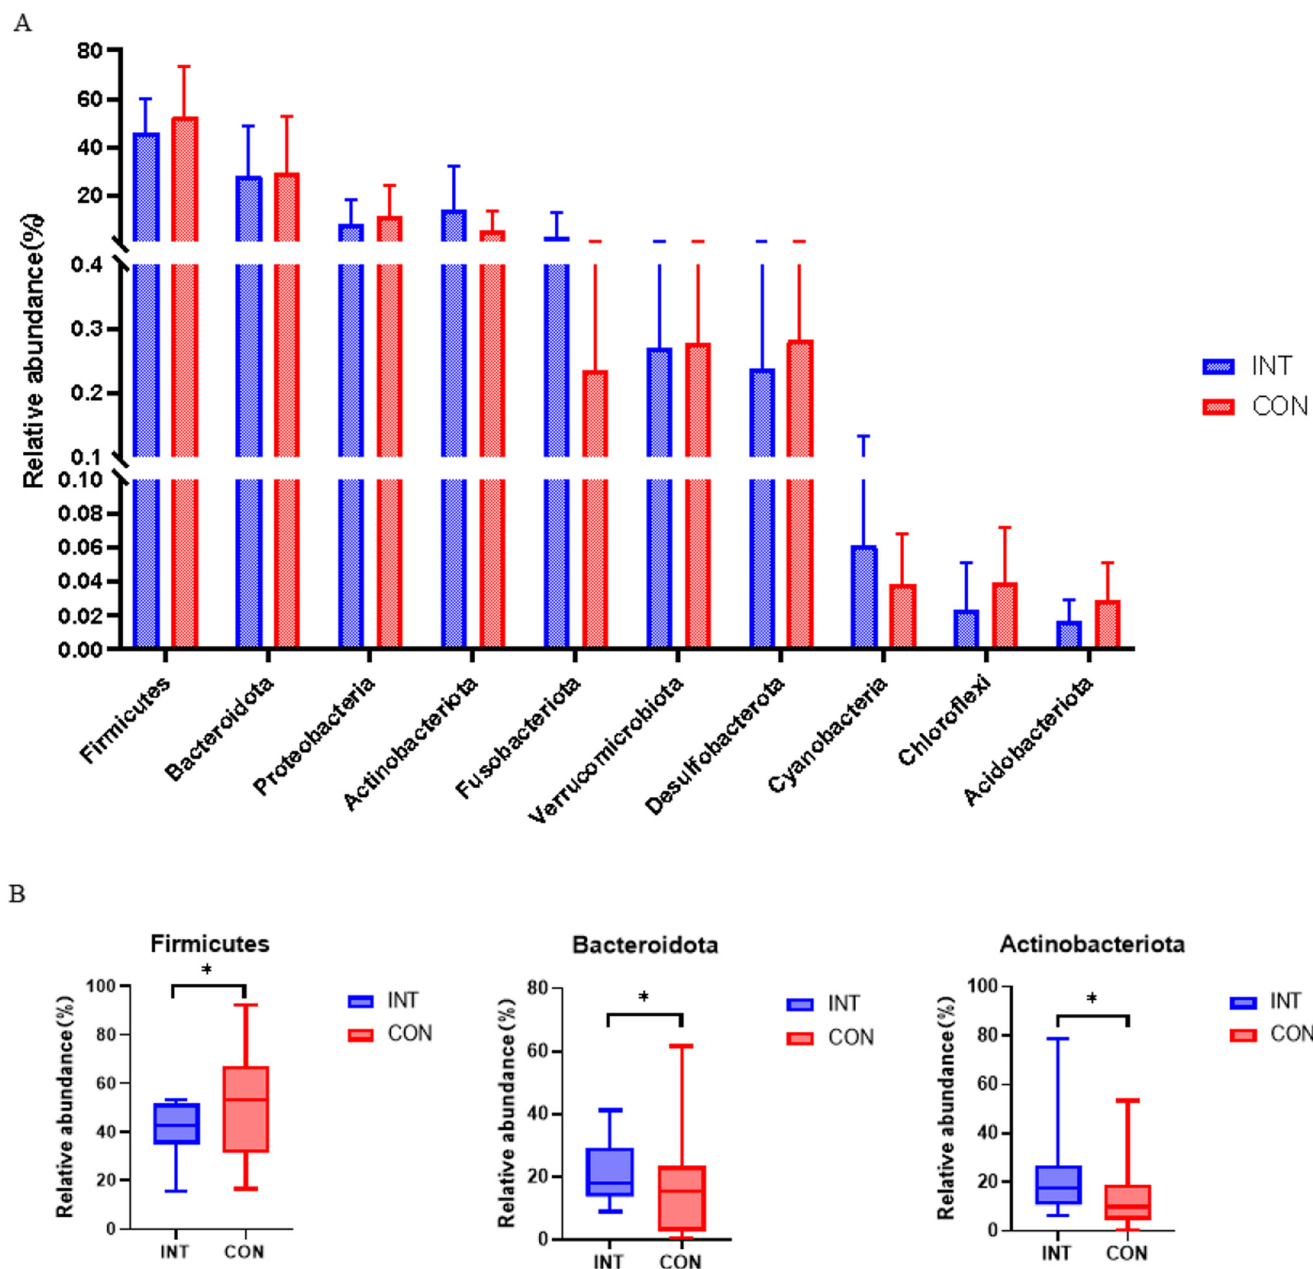 A
Relative abundance(%)
80
60
40
20
0.4
0.3
0.2
0.1
0.10
0.08
0.06
0.04
0.02
0.00
Firmicutes
Bacteroidota
Proteobacteria
Actinobacteriota
Fusobacteriota
Verrucomicrobiota
Desulfobacterota
Cyanobacteria
Chloroflexi
Acidobacteriota
INT
CON
B
Firmicutes
Relative abundance(%)
100
80
60
40
20
0
*
INT
CON
INT
CON
Bacteroidota
Relative abundance(%)
80
60
40
20
0
*
INT
CON
INT
CON
Actinobacteriota
Relative abundance(%)
100
80
60
40
20
0
*
INT
CON
INT
CON